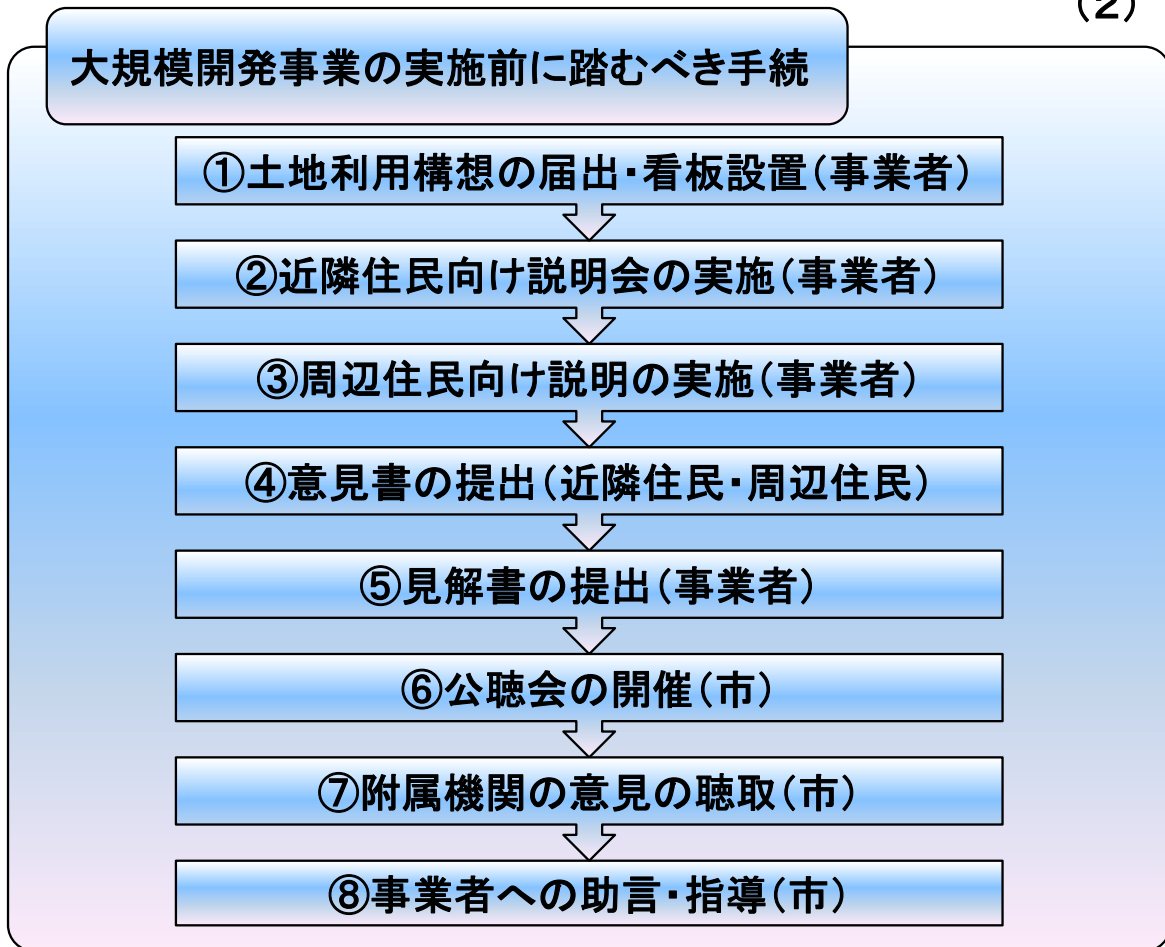 (2)
大規模開発事業の実施前に踏むべき手続
①土地利用構想の届出・看板設置(事業者)
②近隣住民向け説明会の実施(事業者)
③周辺住民向け説明の実施(事業者)
④意見書の提出(近隣住民・周辺住民)
⑤見解書の提出(事業者)
⑥公聴会の開催(市)
⑦附属機関の意見の聴取(市)
⑧事業者への助言・指導(市)